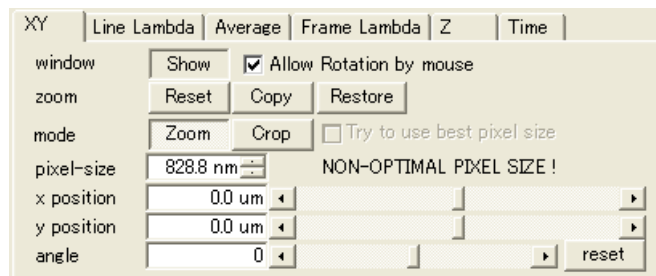 XY Line Lambda Average Frame Lambda Z Time
window Show Allow Rotation by mouse
zoom Reset Copy Restore
mode Zoom Crop Try to use best pixel size
pixel-size 828.8 nm NON-OPTIMAL PIXEL SIZE !
x position 0.0 um
y position 0.0 um
angle 0 reset